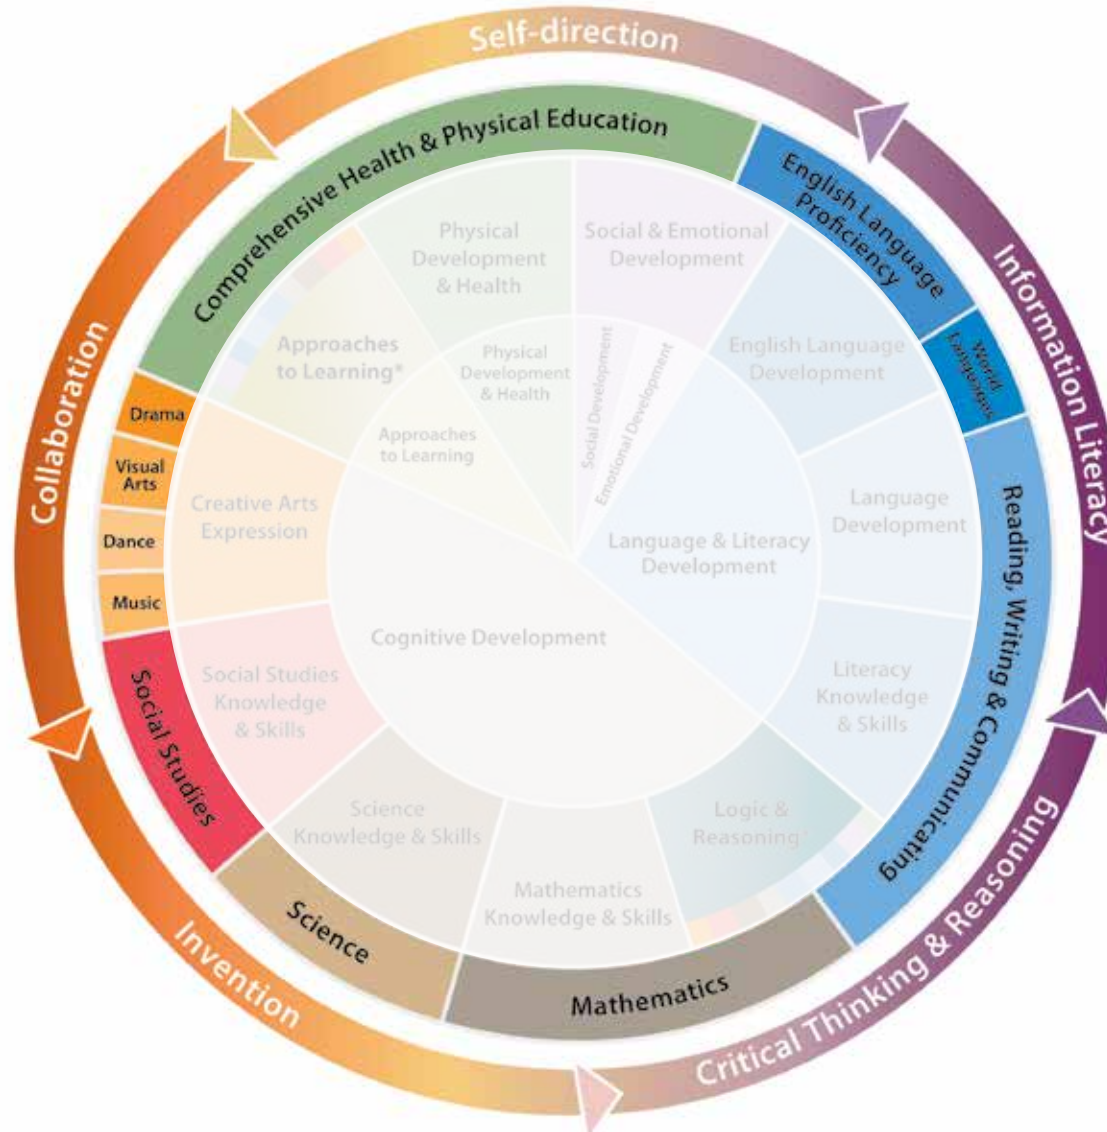 Self-direction
Information Literacy
Critical Thinking & Reasoning
Invention
Collaboration
Comprehensive Health & Physical Education
English Language
Proficiency
World
Languages
Reading, Writing & Communicating
Mathematics
Science
Social Studies
Music
Dance
Visual
Arts
Drama
Physical
Development
& Health
Social & Emotional
Development
English Language
Development
Language
Development
Literacy
Knowledge
& Skills
Logic &
Reasoning
Mathematics
Knowledge & Skills
Science
Knowledge & Skills
Social Studies
Knowledge
& Skills
Creative Arts
Expression
Approaches
to Learning*
Physical
Development
& Health
Social Development
Emotional Development
Language & Literacy
Development
Cognitive Development
Approaches
to Learning